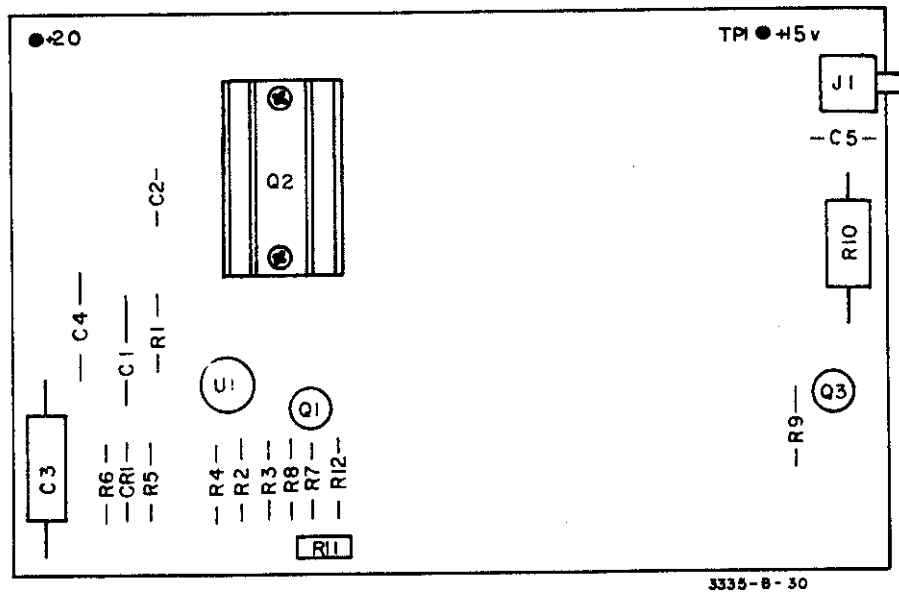 +20
TP1 +15v
J1
C5
Q2
C2
R10
C4
R1
C1
U1
Q1
Q3
R9
C3
R6
CR1
R5
R4
R2
R3
R8
R7
R12
R11
3335-B-30